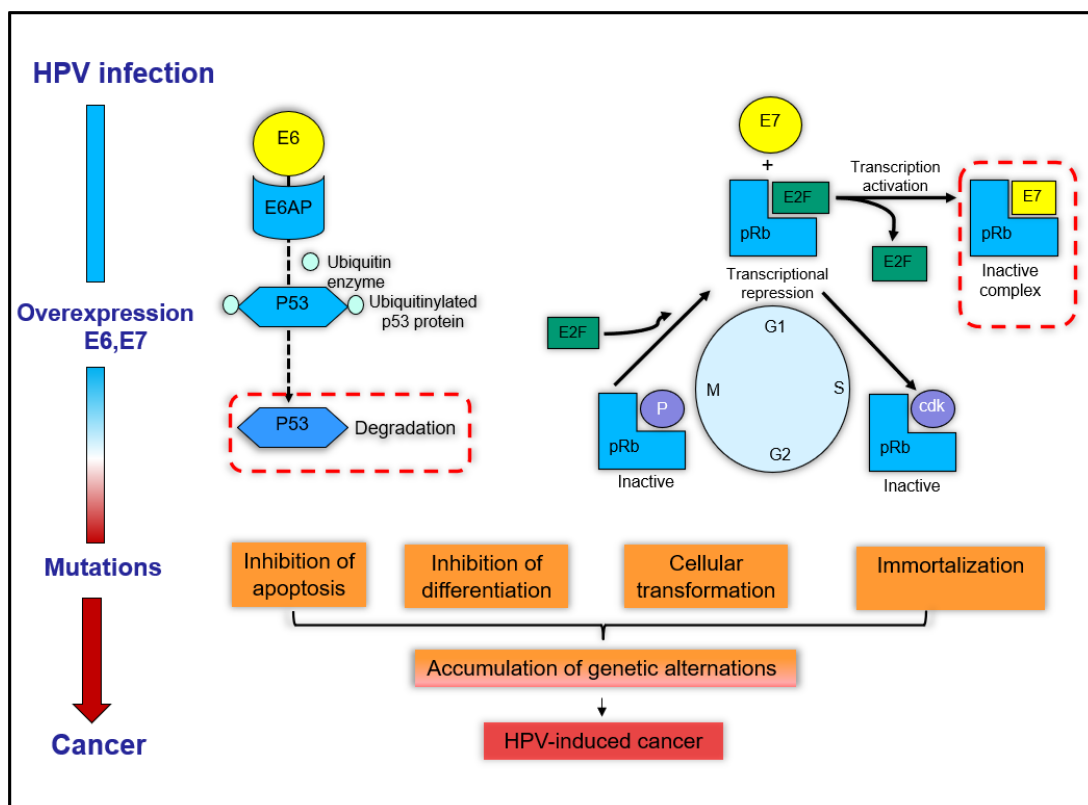 HPV infection
Overexpression
E6,E7
Mutations
Cancer
E6
E6AP
Ubiquitin
enzyme
P53
Ubiquitinylated
p53 protein
P53
Degradation
E7
+
E2F
pRb
Transcription
activation
E2F
E7
pRb
Inactive
complex
Transcriptional
repression
E2F
G1
M
S
G2
P
pRb
Inactive
cdk
pRb
Inactive
Inhibition of
apoptosis
Inhibition of
differentiation
Cellular
transformation
Immortalization
Accumulation of genetic alternations
HPV-induced cancer